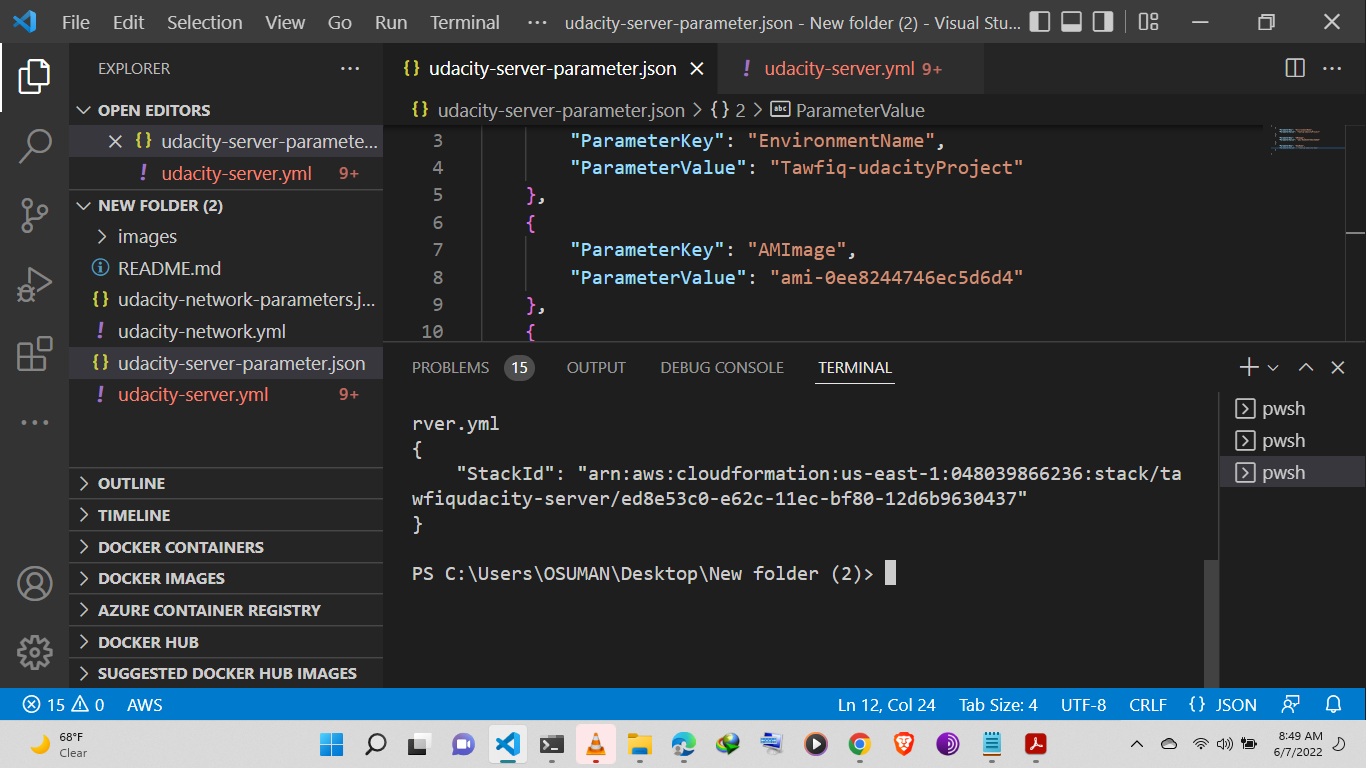 File Edit Selection View Go Run Terminal ··· udacity-server-parameter.json - New folder (2) - Visual Stu...
EXPLORER ···
OPEN EDITORS
udacity-server-paramete...
udacity-server.yml 9+
NEW FOLDER (2)
images
README.md
udacity-network-parameters.j...
udacity-network.yml
udacity-server-parameter.json
udacity-server.yml 9+
OUTLINE
TIMELINE
DOCKER CONTAINERS
DOCKER IMAGES
AZURE CONTAINER REGISTRY
DOCKER HUB
SUGGESTED DOCKER HUB IMAGES
{} udacity-server-parameter.json ! udacity-server.yml 9+
{} udacity-server-parameter.json > {} 2 > abc ParameterValue
3 "ParameterKey": "EnvironmentName",
4 "ParameterValue": "Tawfiq-udacityProject"
5 },
6 {
7 "ParameterKey": "AMImage",
8 "ParameterValue": "ami-0ee8244746ec5d6d4"
9 },
10 {
PROBLEMS 15 OUTPUT DEBUG CONSOLE TERMINAL
rver.yml
{
"StackId": "arn:aws:cloudformation:us-east-1:048039866236:stack/ta
wfiqudacity-server/ed8e53c0-e62c-11ec-bf80-12d6b9630437"
}
PS C:\Users\OSUMAN\Desktop\New folder (2)>
pwsh
pwsh
pwsh
15 0 AWS Ln 12, Col 24 Tab Size: 4 UTF-8 CRLF {} JSON
68°F
Clear
8:49 AM
6/7/2022